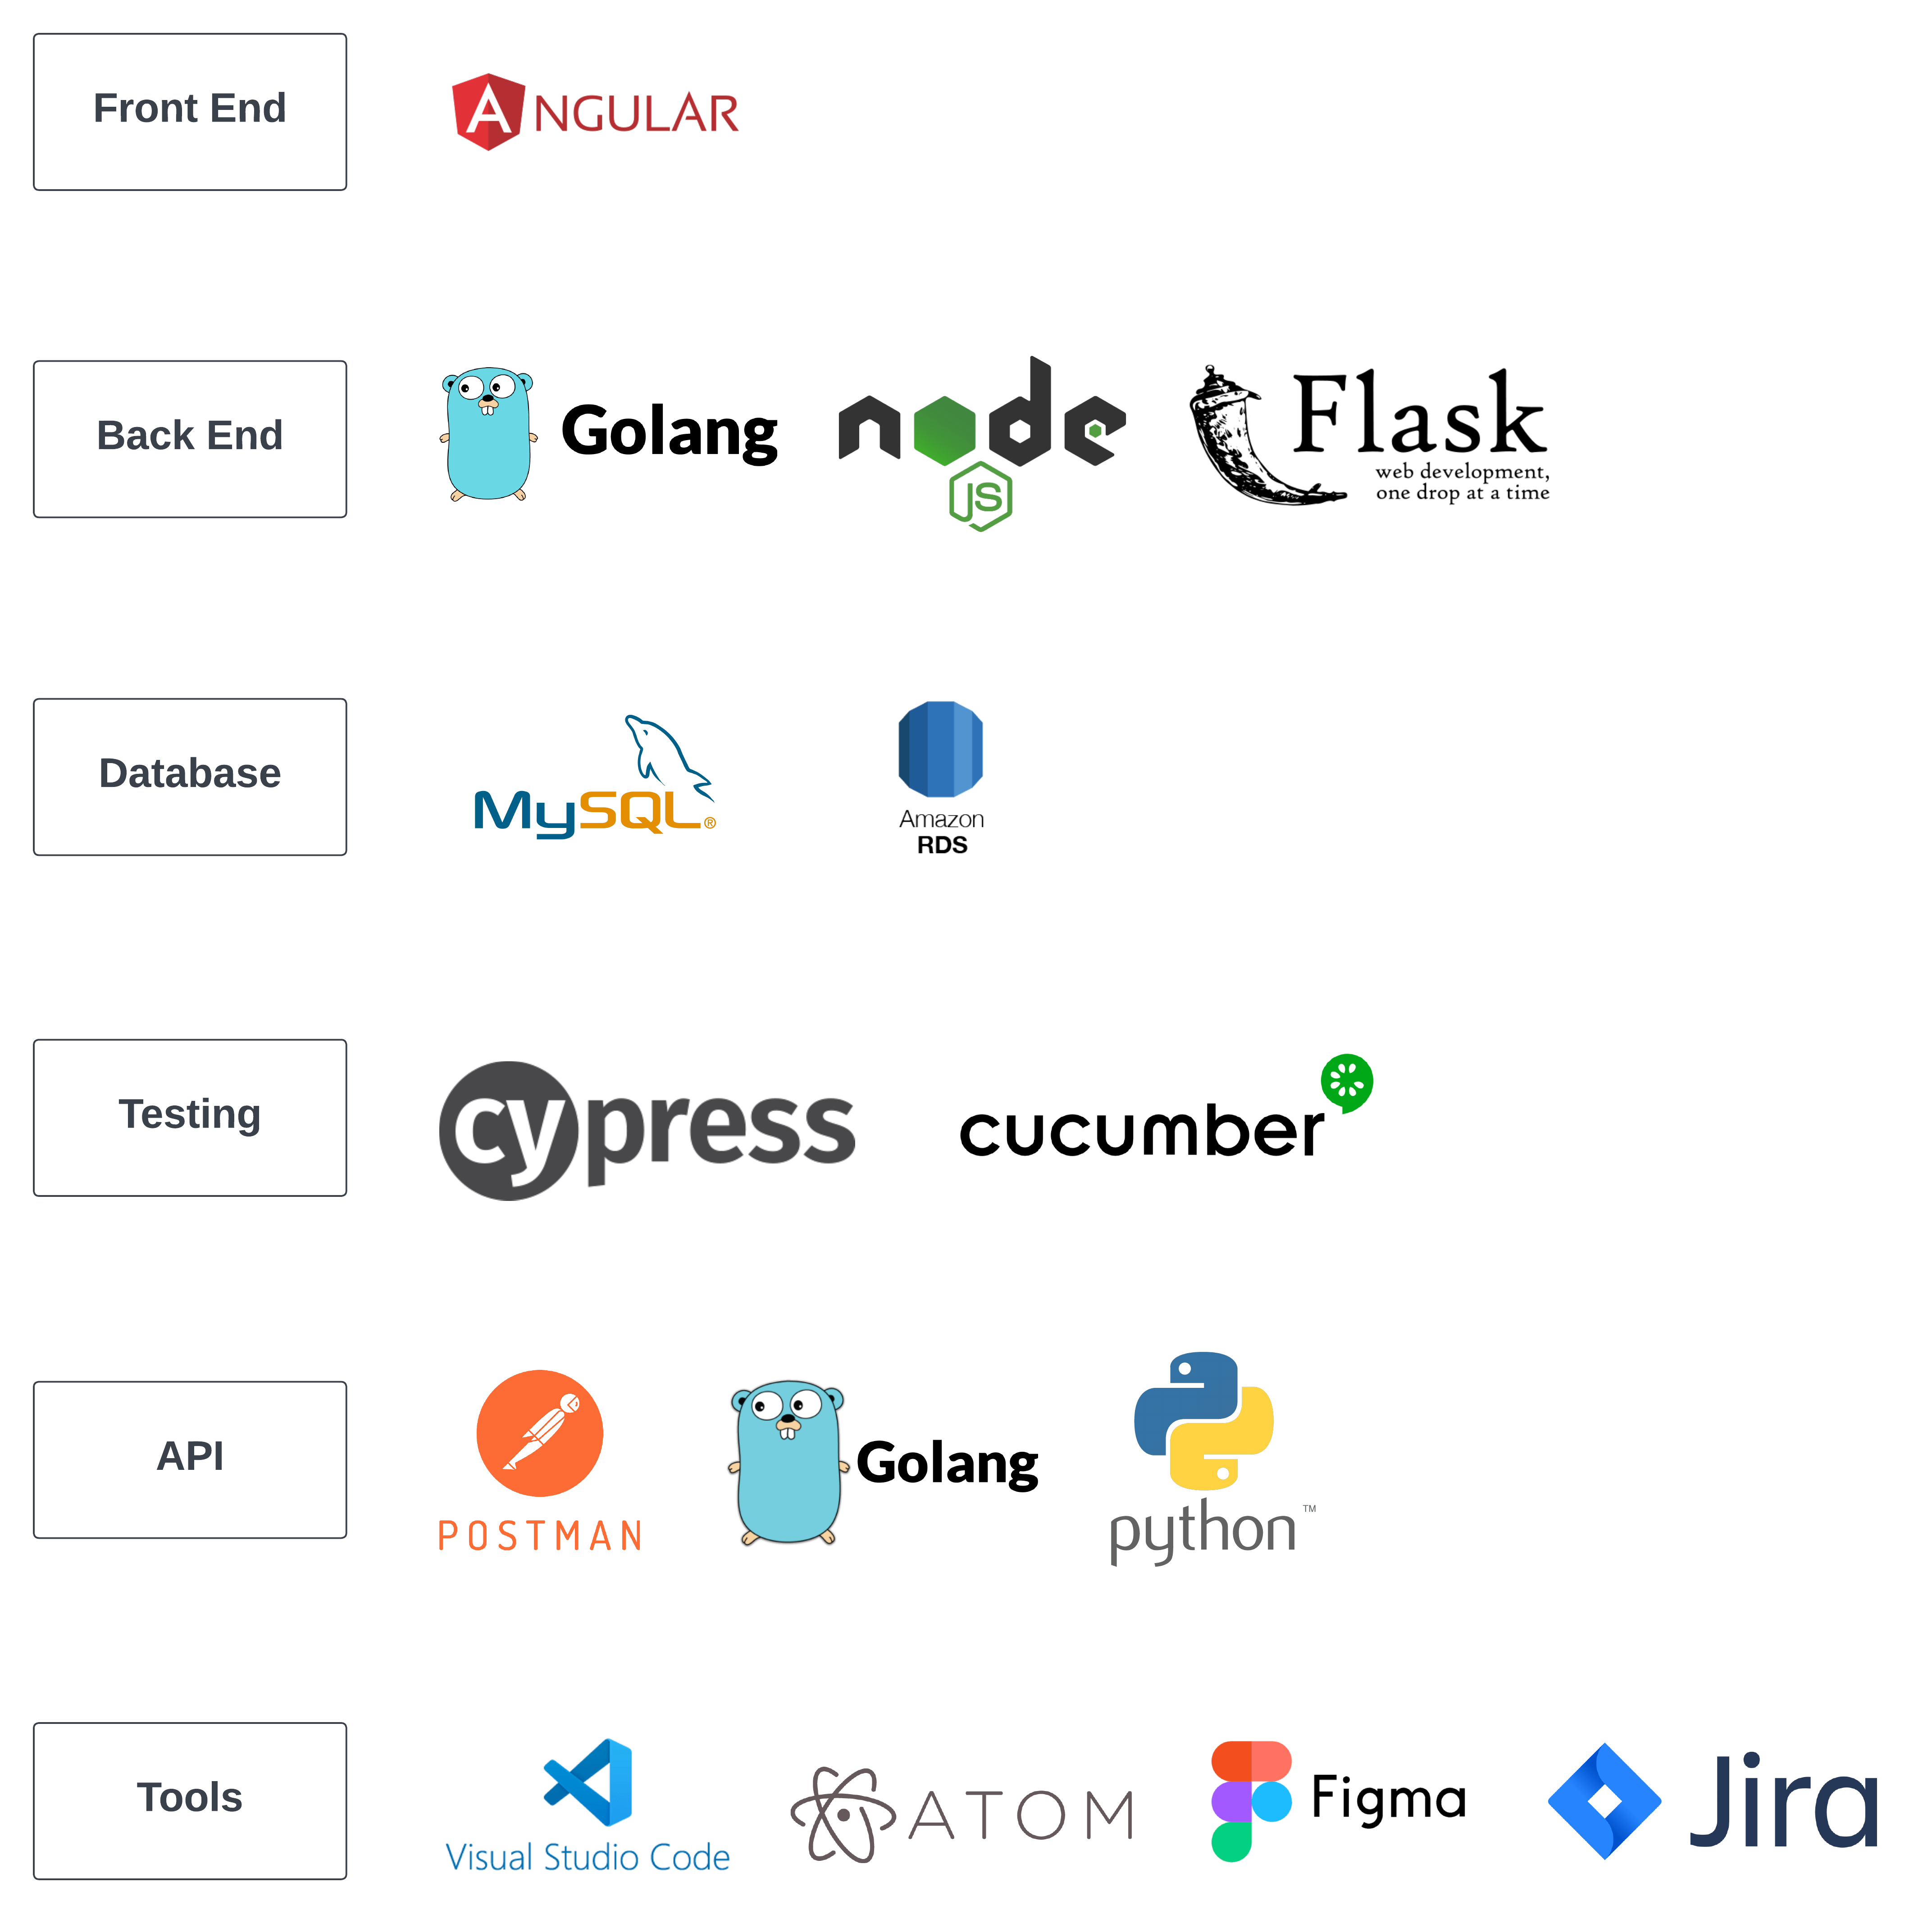 Front End
ANGULAR
Back End
Golang
node
JS
Flask
web development,
one drop at a time
Database
MySQL®
Amazon
RDS
Testing
cypress
cucumber
API
POSTMAN
Golang
python™
Tools
Visual Studio Code
ATOM
Figma
Jira